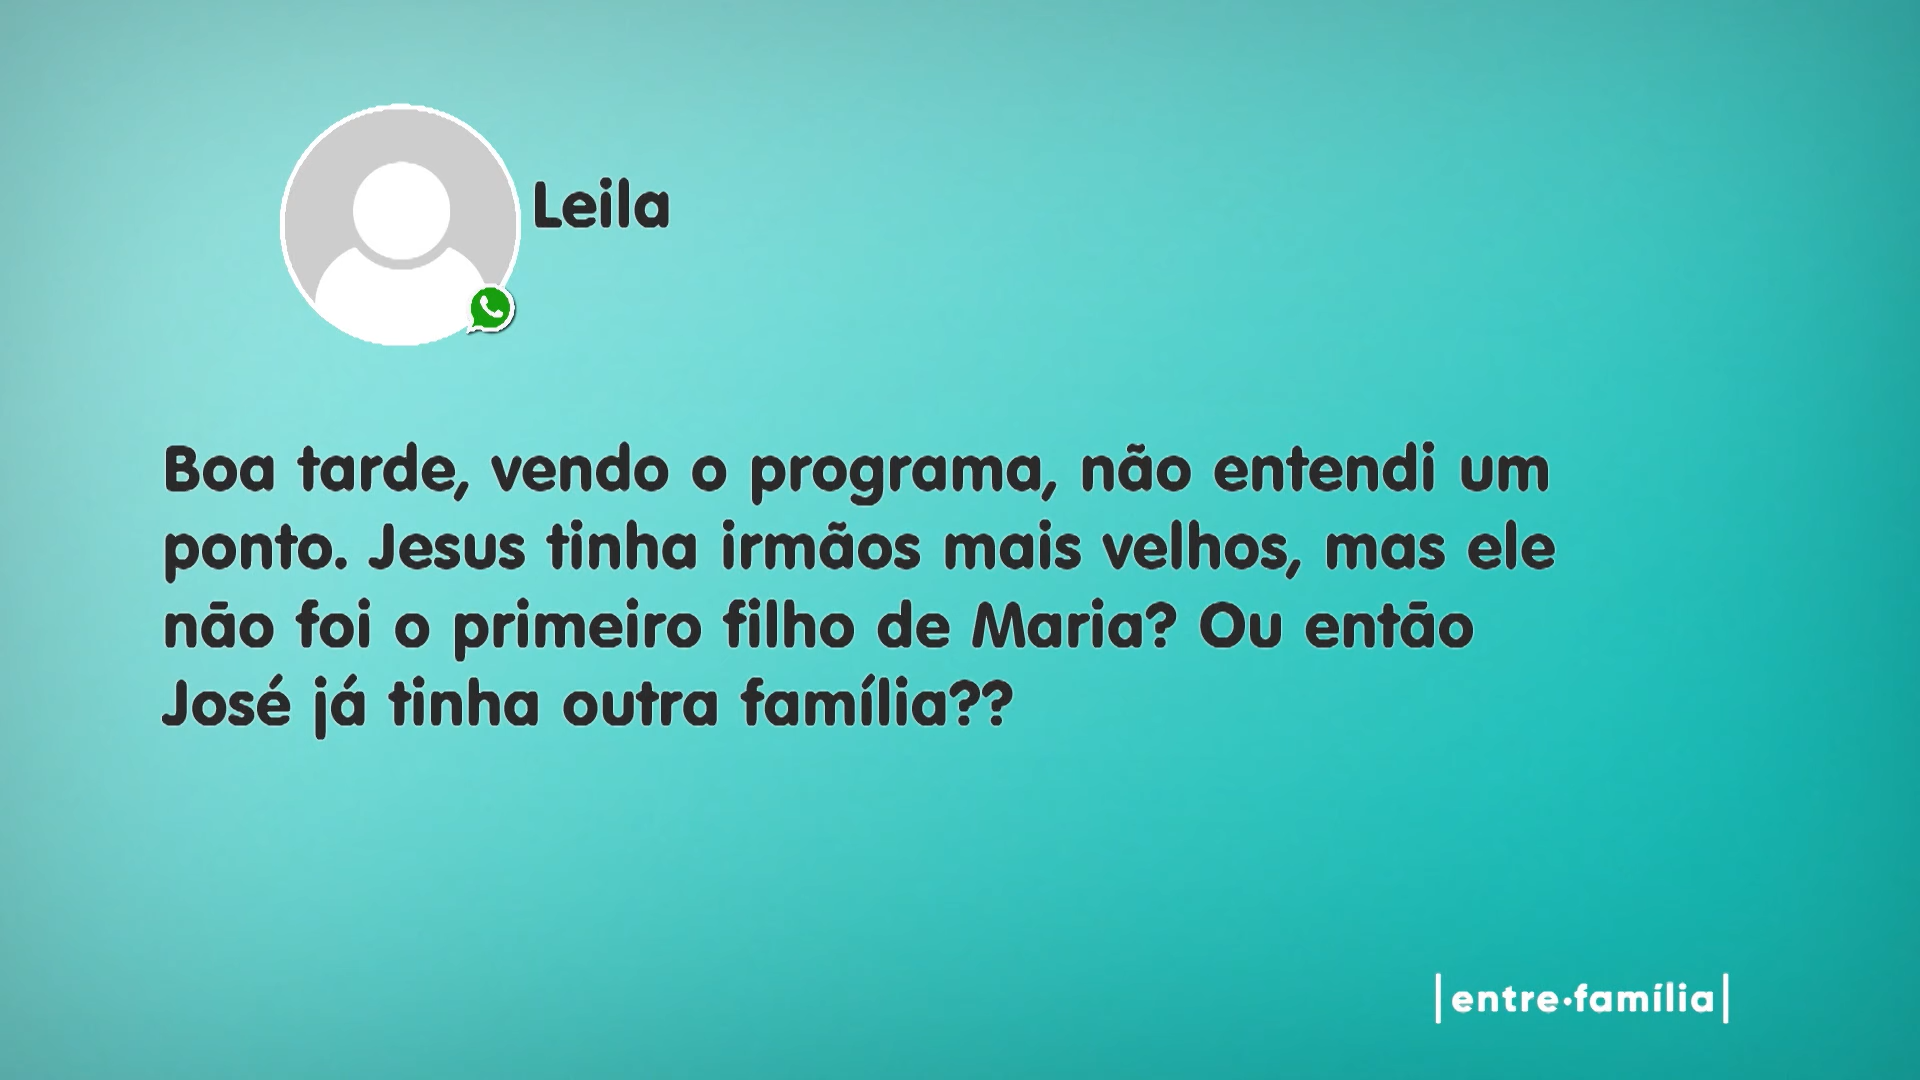 Leila
Boa tarde, vendo o programa, não entendi um
ponto. Jesus tinha irmãos mais velhos, mas ele
não foi o primeiro filho de Maria? Ou então
José já tinha outra família??
|entre•família|